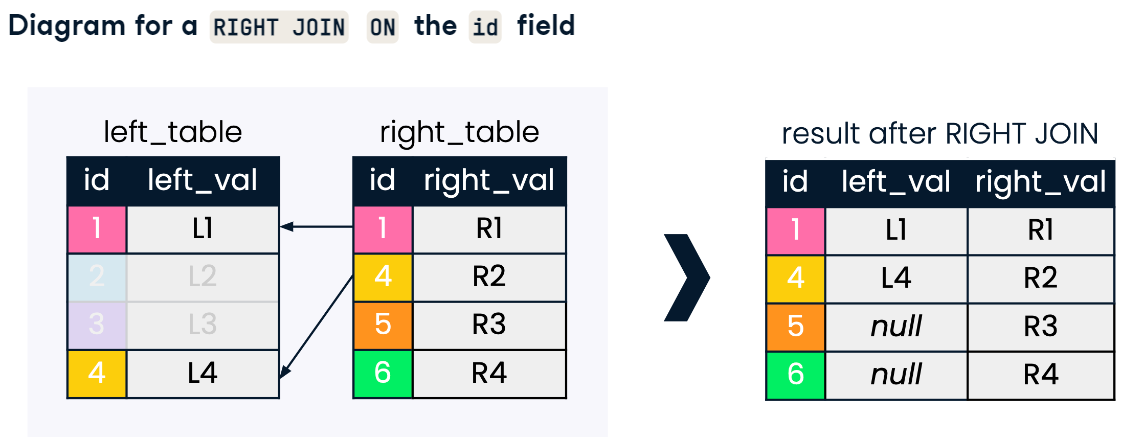 Diagram for a RIGHT JOIN ON the id field
left_table right_table result after RIGHT JOIN
id left_val id right_val id left_val right_val
1 L1 1 R1 1 L1 R1
2 L2 4 R2 4 L4 R2
3 L3 5 R3 5 null R3
4 L4 6 R4 6 null R4